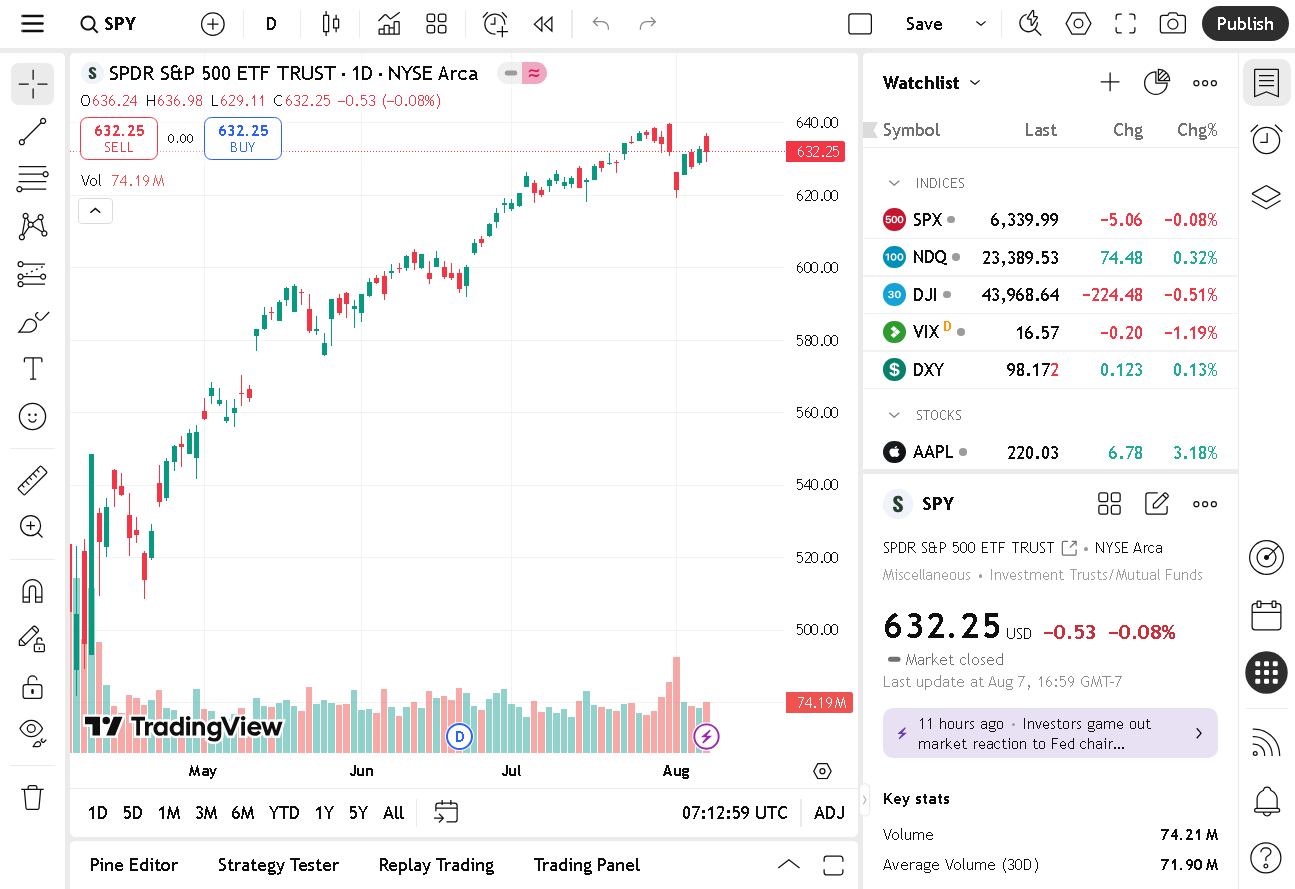 SPY
D
Save
Publish
S SPDR S&P 500 ETF TRUST · 1D · NYSE Arca
O636.24 H636.98 L629.11 C632.25 −0.53 (−0.08%)
632.25 SELL
0.00
632.25 BUY
Vol 74.19 M
640.00
632.25
620.00
600.00
580.00
560.00
540.00
520.00
500.00
74.19 M
TradingView
D
May Jun Jul Aug
1D 5D 1M 3M 6M YTD 1Y 5Y All
07:12:59 UTC
ADJ
Pine Editor Strategy Tester Replay Trading Trading Panel
Watchlist
Symbol Last Chg Chg%
INDICES
500 SPX 6,339.99 −5.06 −0.08%
100 NDQ 23,389.53 74.48 0.32%
30 DJI 43,968.64 −224.48 −0.51%
VIX D 16.57 −0.20 −1.19%
$ DXY 98.172 0.123 0.13%
STOCKS
AAPL 220.03 6.78 3.18%
S SPY
SPDR S&P 500 ETF TRUST • NYSE Arca
Miscellaneous • Investment Trusts/Mutual Funds
632.25 USD −0.53 −0.08%
Market closed
Last update at Aug 7, 16:59 GMT-7
11 hours ago • Investors game out
market reaction to Fed chair...
Key stats
Volume 74.21 M
Average Volume (30D) 71.90 M